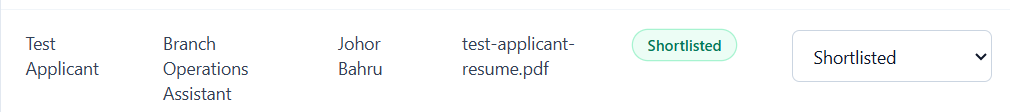 Test
Applicant
Branch
Operations
Assistant
Johor
Bahru
test-applicant-
resume.pdf
Shortlisted
Shortlisted